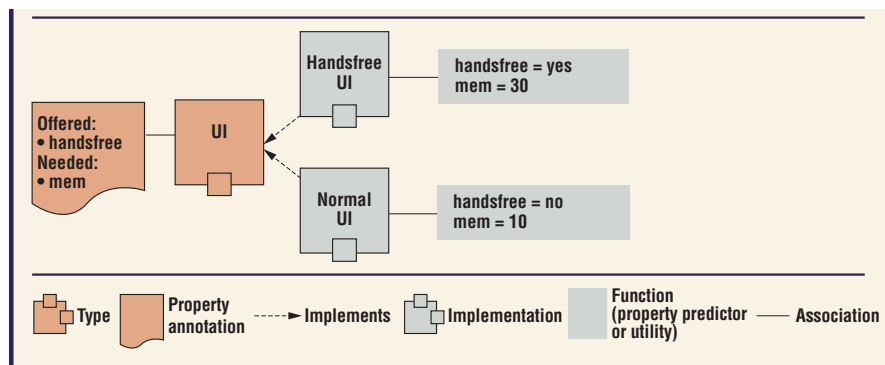 Offered:
• handsfree
Needed:
• mem
UI
Handsfree
UI
handsfree = yes
mem = 30
Normal
UI
handsfree = no
mem = 10
Type
Property
annotation
Implements
Implementation
Function
(property predictor
or utility)
Association